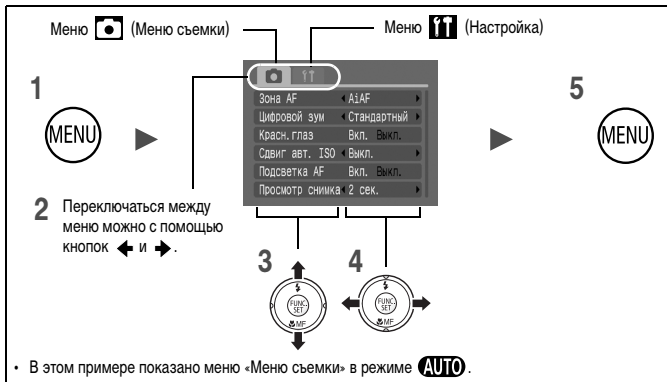 Меню (Меню съемки)
Меню (Настройка)
1
MENU
5
MENU
Зона AF AiAF
Цифровой зум Стандартный
Красн.глаз Вкл. Выкл.
Сдвиг авт. ISO Выкл.
Подсветка AF Вкл. Выкл.
Просмотр снимка 2 сек.
2 Переключаться между
меню можно с помощью
кнопок и .
3
4
FUNC.
SET
MF
FUNC.
SET
MF
• В этом примере показано меню «Меню съемки» в режиме AUTO.